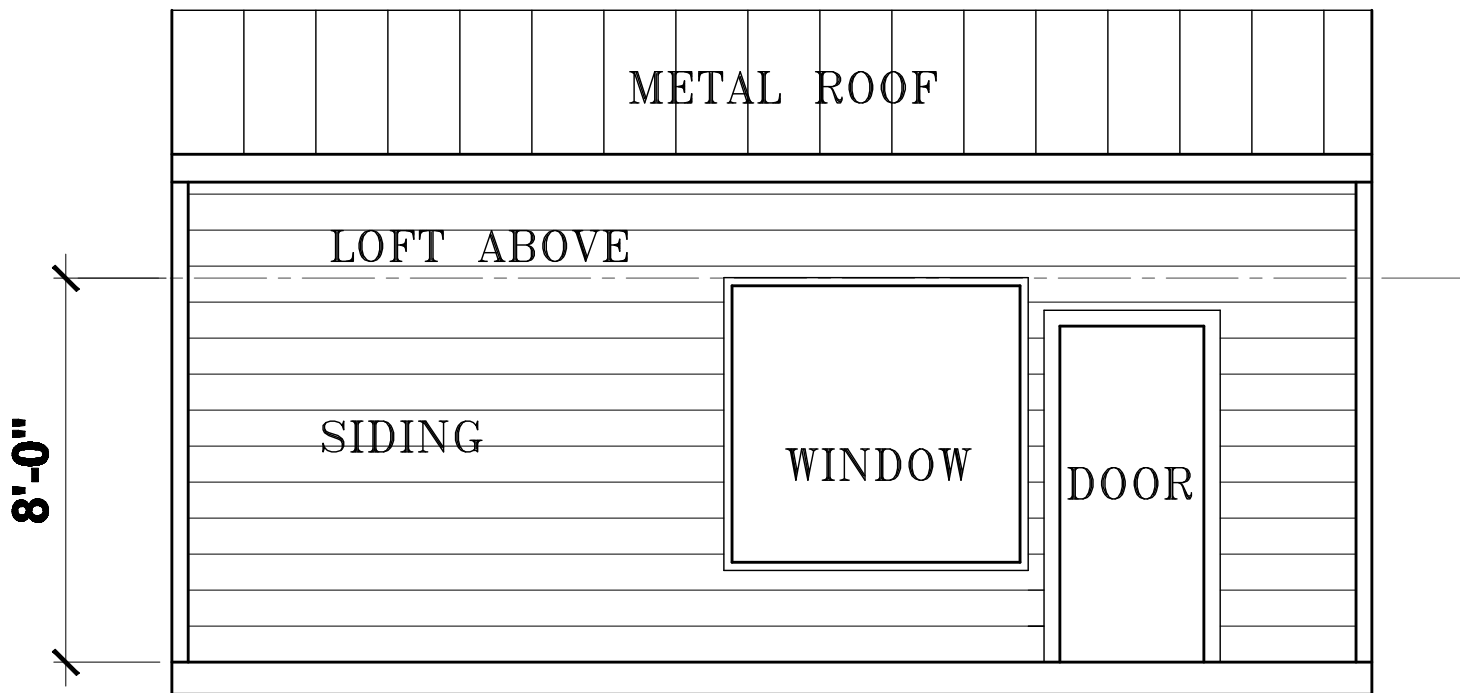 METAL ROOF
LOFT ABOVE
SIDING
WINDOW
DOOR
8'-0"